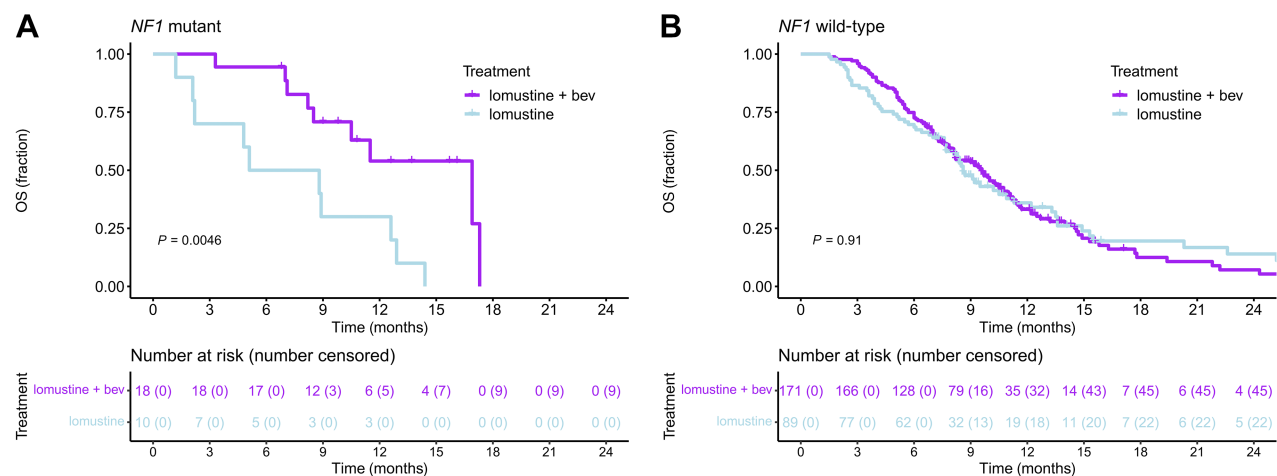 A
NF1 mutant
OS (fraction)
1.00
0.75
0.50
0.25
0.00
Treatment
lomustine + bev
lomustine
P = 0.0046
0 3 6 9 12 15 18 21 24
Time (months)
Number at risk (number censored)
Treatment
lomustine + bev 18 (0) 18 (0) 17 (0) 12 (3) 6 (5) 4 (7) 0 (9) 0 (9) 0 (9)
lomustine 10 (0) 7 (0) 5 (0) 3 (0) 3 (0) 0 (0) 0 (0) 0 (0) 0 (0)
0 3 6 9 12 15 18 21 24
Time (months)
B
NF1 wild-type
OS (fraction)
1.00
0.75
0.50
0.25
0.00
Treatment
lomustine + bev
lomustine
P = 0.91
0 3 6 9 12 15 18 21 24
Time (months)
Number at risk (number censored)
Treatment
lomustine + bev 171 (0) 166 (0) 128 (0) 79 (16) 35 (32) 14 (43) 7 (45) 6 (45) 4 (45)
lomustine 89 (0) 77 (0) 62 (0) 32 (13) 19 (18) 11 (20) 7 (22) 6 (22) 5 (22)
0 3 6 9 12 15 18 21 24
Time (months)